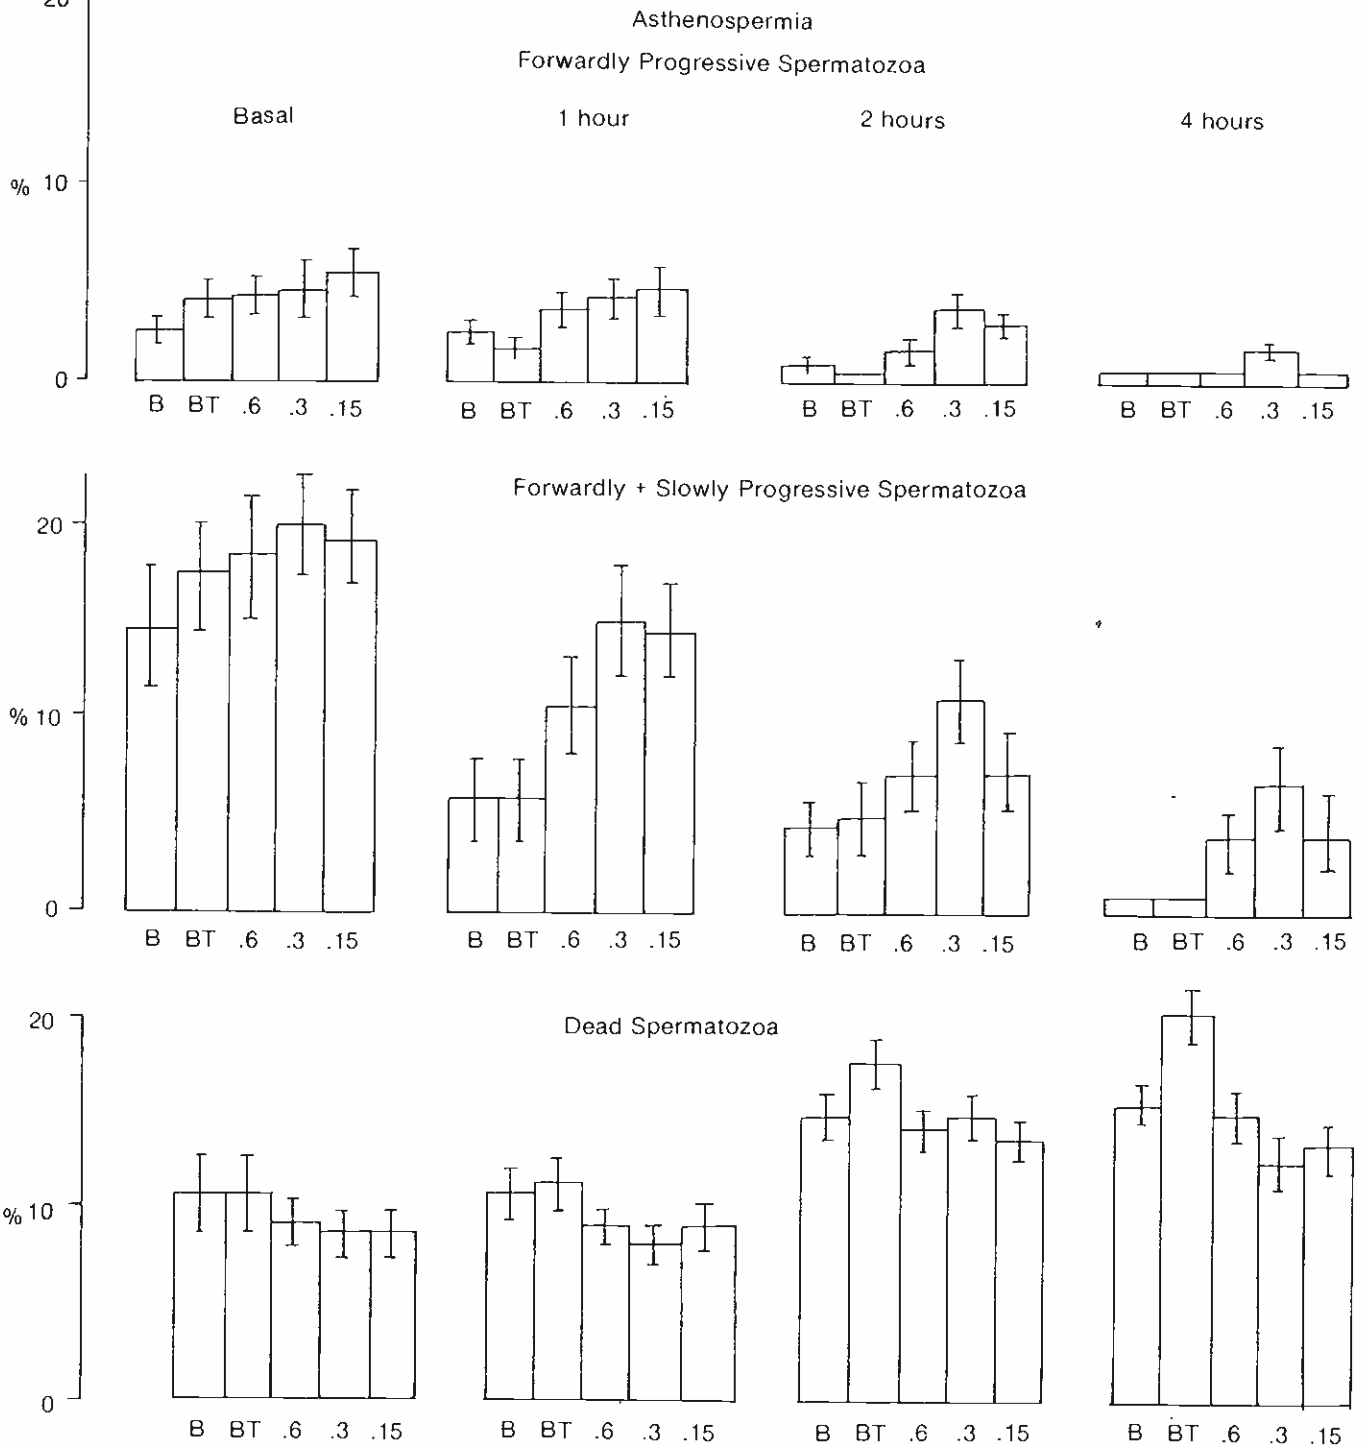 20
Asthenospermia
Forwardly Progressive Spermatozoa
Basal 1 hour 2 hours 4 hours
% 10
0
B BT .6 .3 .15 B BT .6 .3 .15 B BT .6 .3 .15 B BT .6 .3 .15
Forwardly + Slowly Progressive Spermatozoa
20
% 10
0
B BT .6 .3 .15 B BT .6 .3 .15 B BT .6 .3 .15 B BT .6 .3 .15
20
Dead Spermatozoa
% 10
0
B BT .6 .3 .15 B BT .6 .3 .15 B BT .6 .3 .15 B BT .6 .3 .15